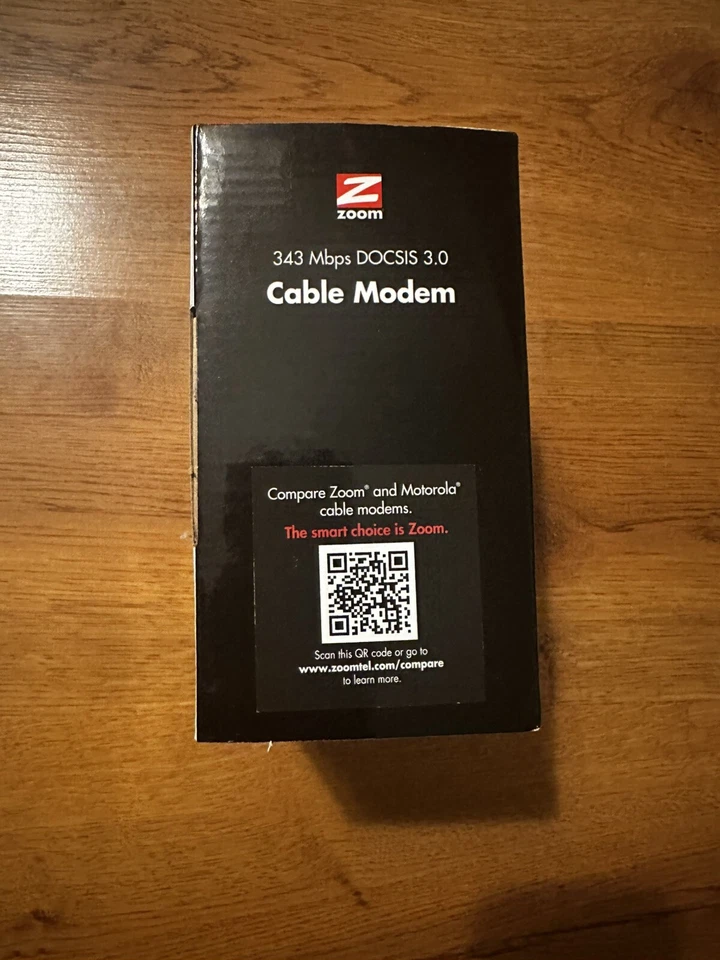 Z
zoom
343 Mbps DOCSIS 3.0
Cable Modem
Compare Zoom® and Motorola®
cable modems.
The smart choice is Zoom.
Scan this QR code or go to
www.zoomtel.com/compare
to learn more.